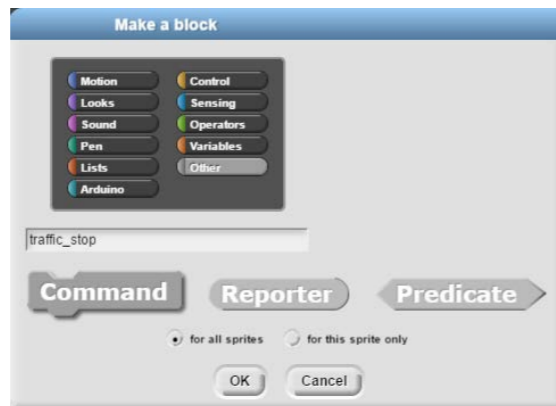 Make a block
Motion Control
Looks Sensing
Sound Operators
Pen Variables
Lists Other
Arduino
traffic_stop
Command Reporter Predicate
for all sprites for this sprite only
OK Cancel